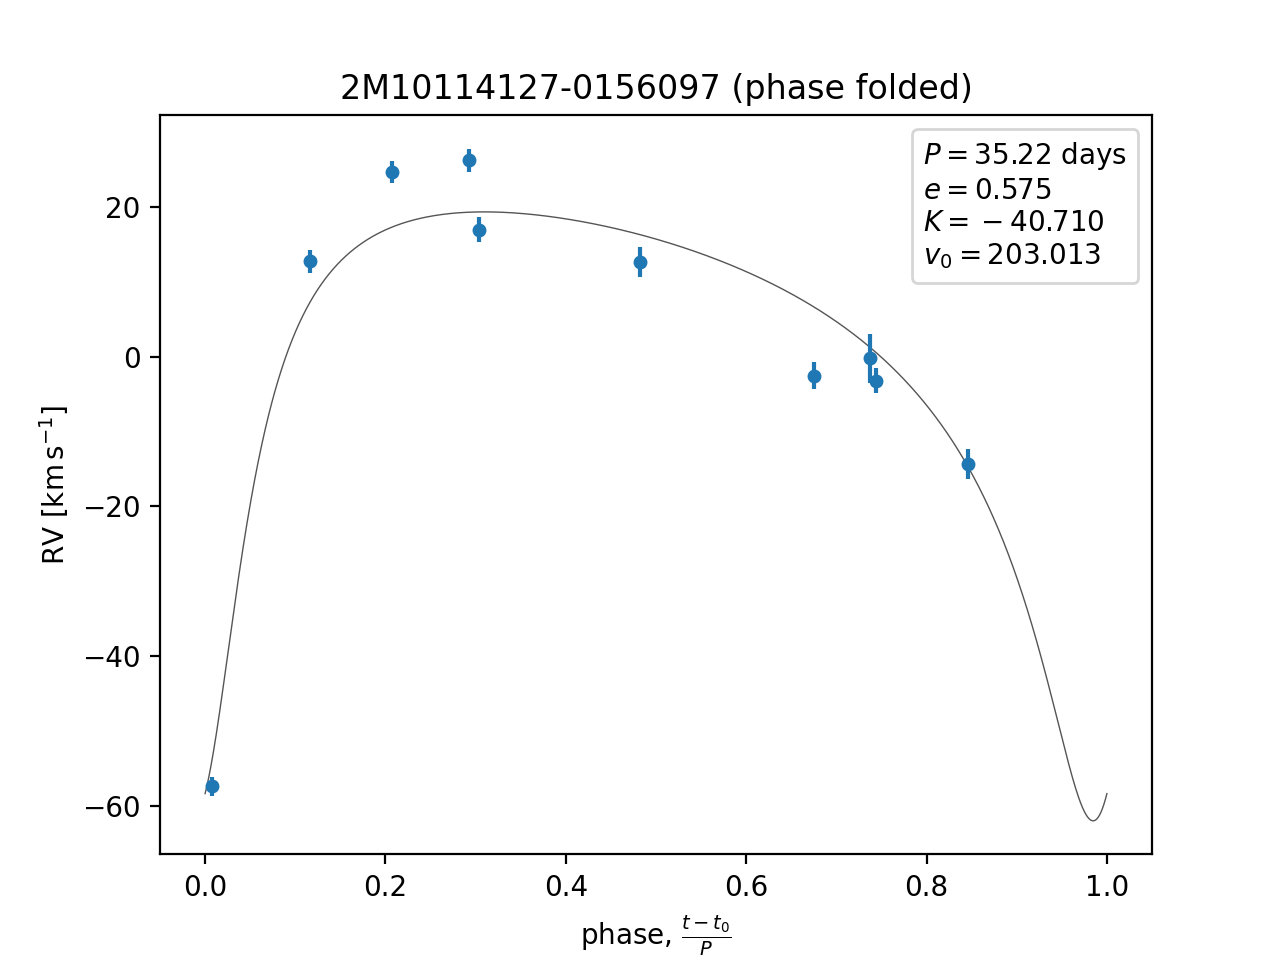 2M10114127-0156097 (phase folded)
P = 35.22 days
e = 0.575
K = −40.710
v₀ = 203.013
20
0
−20
−40
−60
RV [km s⁻¹]
0.0 0.2 0.4 0.6 0.8 1.0
phase, (t − t₀)/P